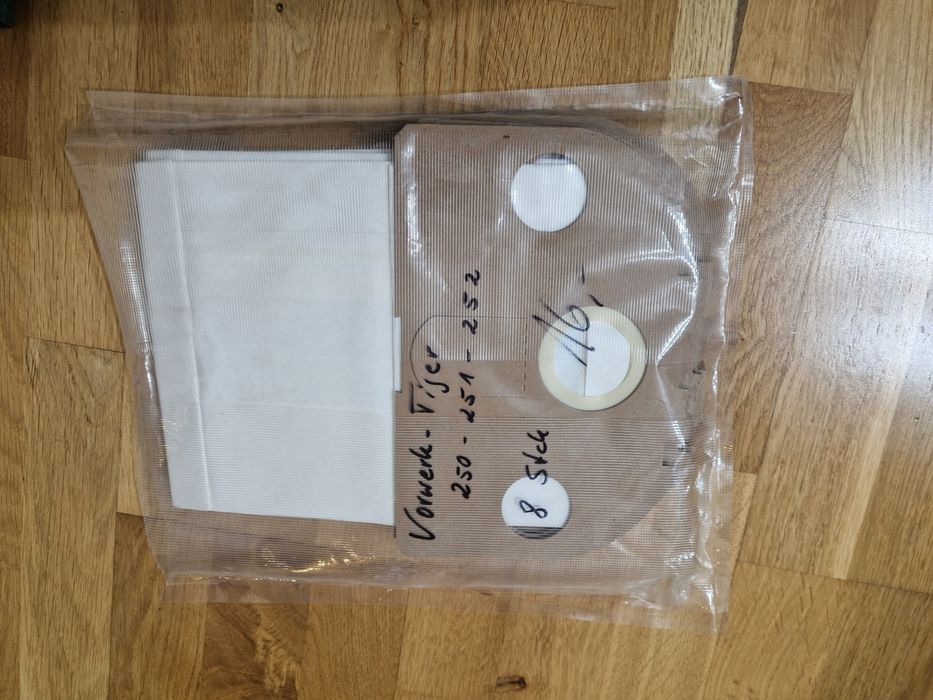 Vorwerk - Tiger
250 - 251 - 252
16,-
8 Stck